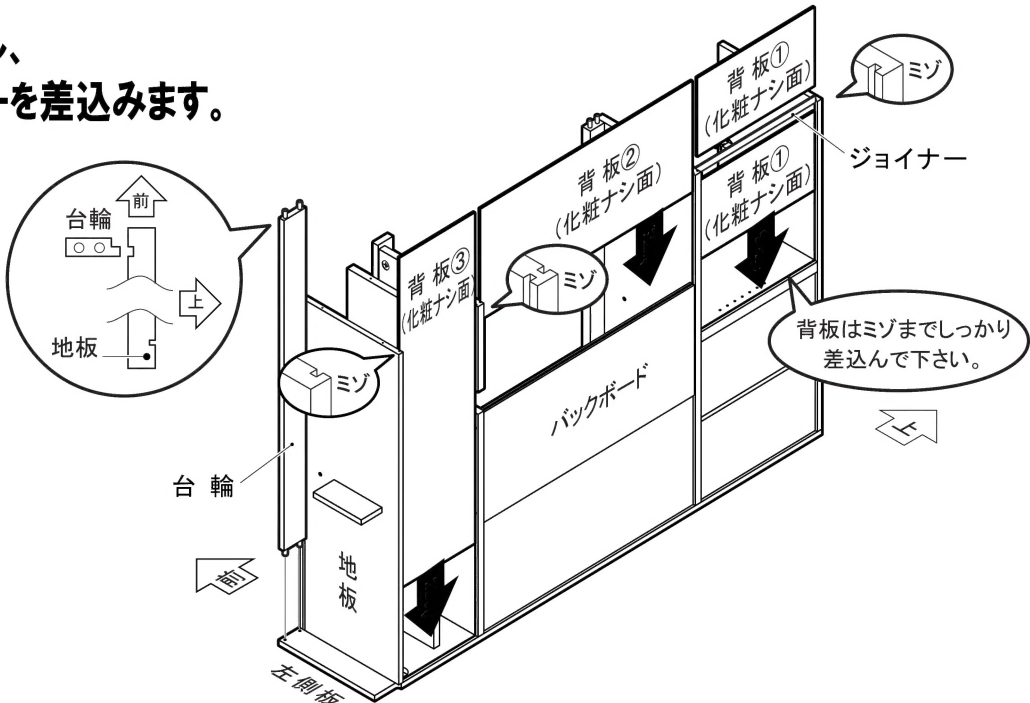 ーを差込みます。
背板①
(化粧ナシ面)
ミゾ
ジョイナー
背板②
(化粧ナシ面)
背板①
(化粧ナシ面)
前
台輪
上
地板
背板③
(化粧ナシ面)
ミゾ
背板はミゾまでしっかり
差込んで下さい。
ミゾ
バックボード
上
台輪
前
地板
左側板